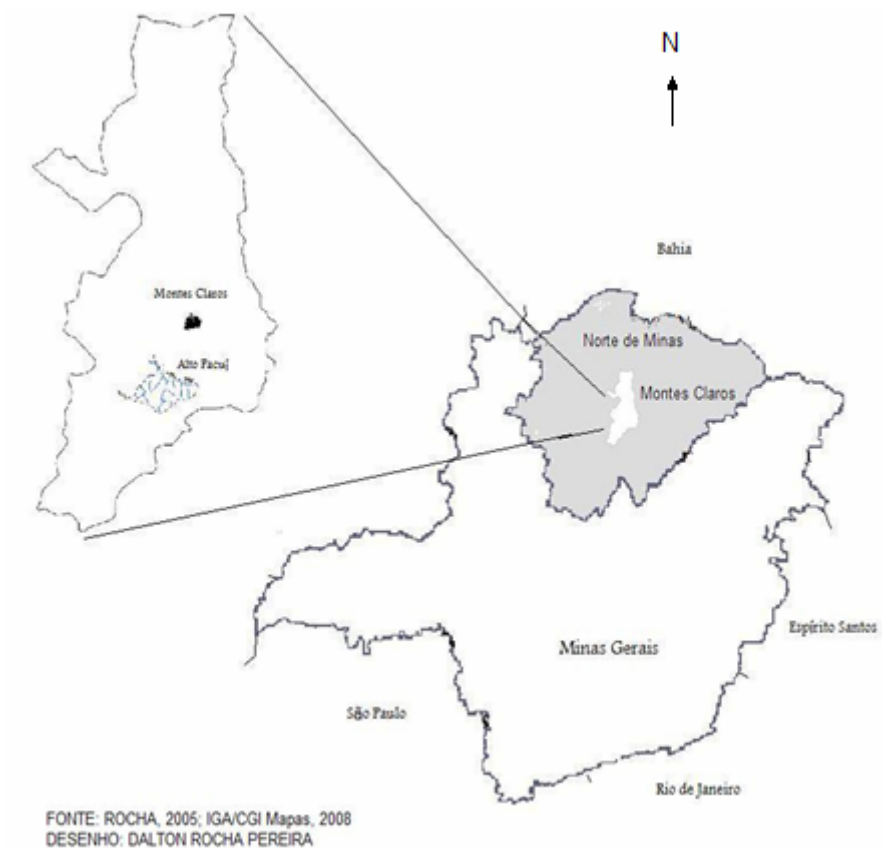 N
Bahia
Montes Claros
Norte de Minas
Alto Pacuí
Montes Claros
Espírito Santos
Minas Gerais
São Paulo
Rio de Janeiro
FONTE: ROCHA, 2005; IGA/CGI Mapas, 2008
DESENHO: DALTON ROCHA PEREIRA